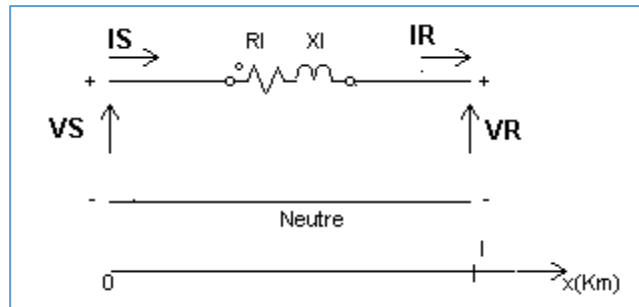 IS RI XI IR
+ +
VS VR
- -
Neutre
l
0 x(Km)